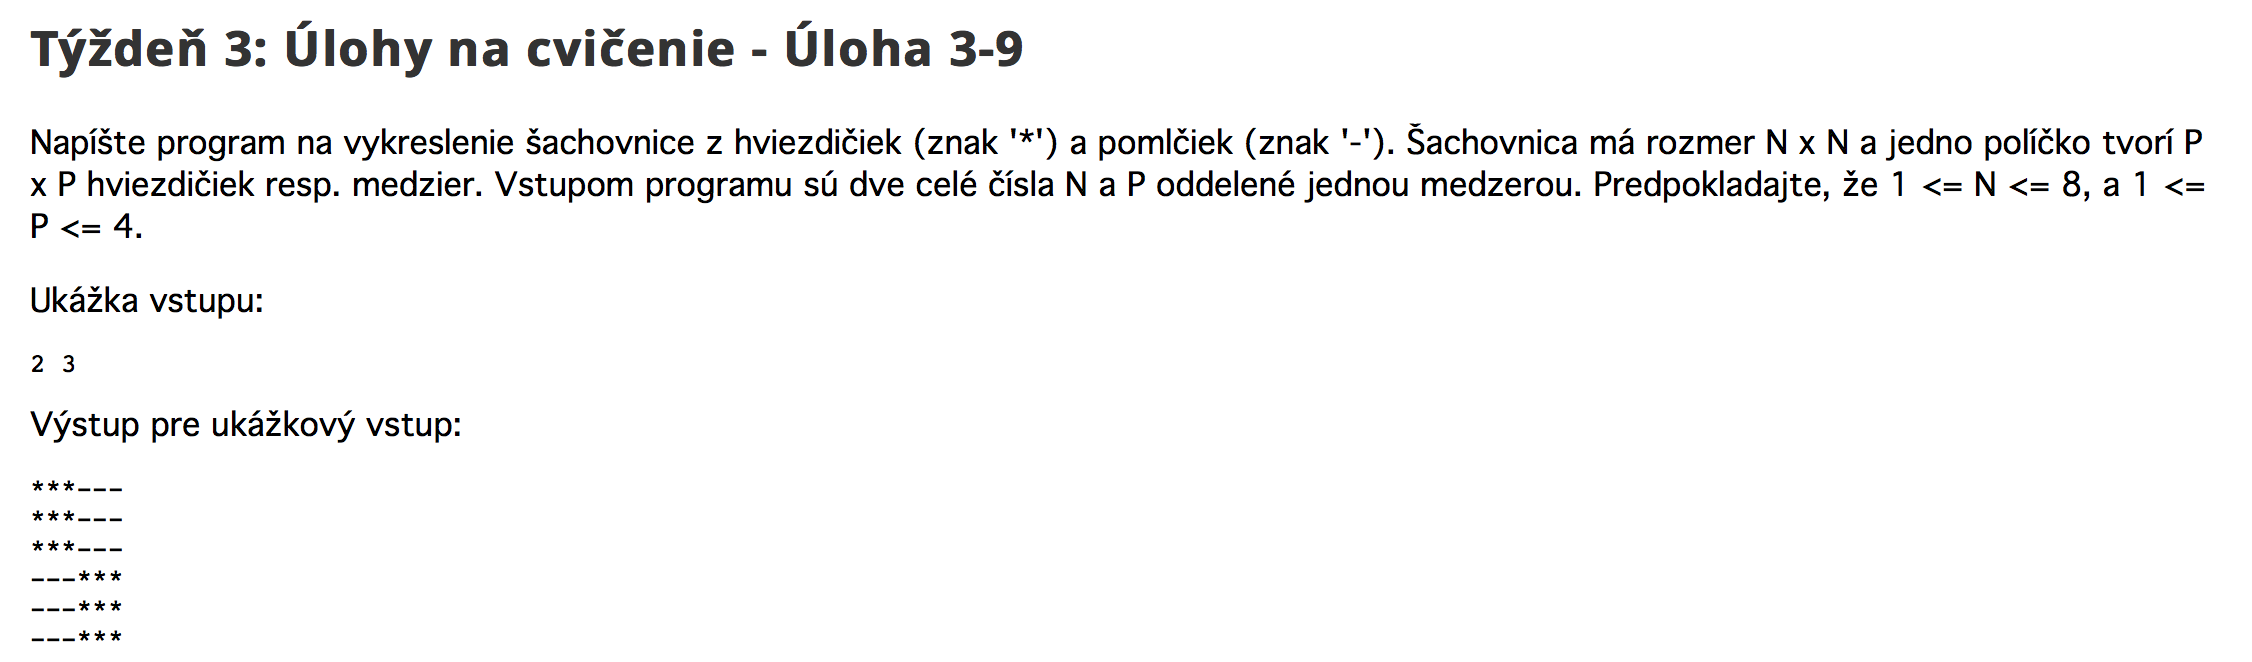 Týždeň 3: Úlohy na cvičenie - Úloha 3-9
Napíšte program na vykreslenie šachovnice z hviezdičiek (znak '*') a pomlčiek (znak '-'). Šachovnica má rozmer N x N a jedno políčko tvorí P
x P hviezdičiek resp. medzier. Vstupom programu sú dve celé čísla N a P oddelené jednou medzerou. Predpokladajte, že 1 <= N <= 8, a 1 <=
P <= 4.
Ukážka vstupu:
2 3
Výstup pre ukážkový vstup:
***---
***---
***---
---***
---***
---***